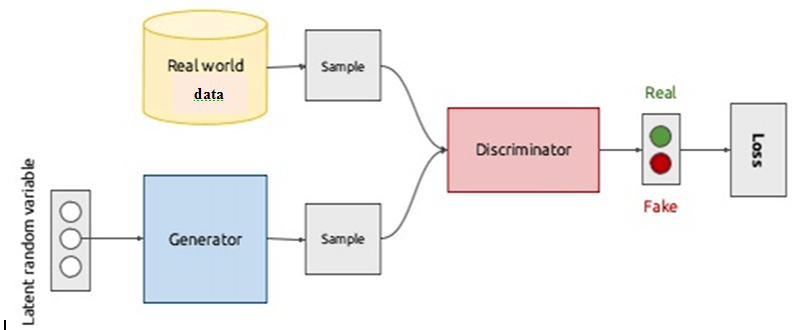 Real world
data
Sample
Latent random variable
Generator
Sample
Discriminator
Real
Fake
Loss